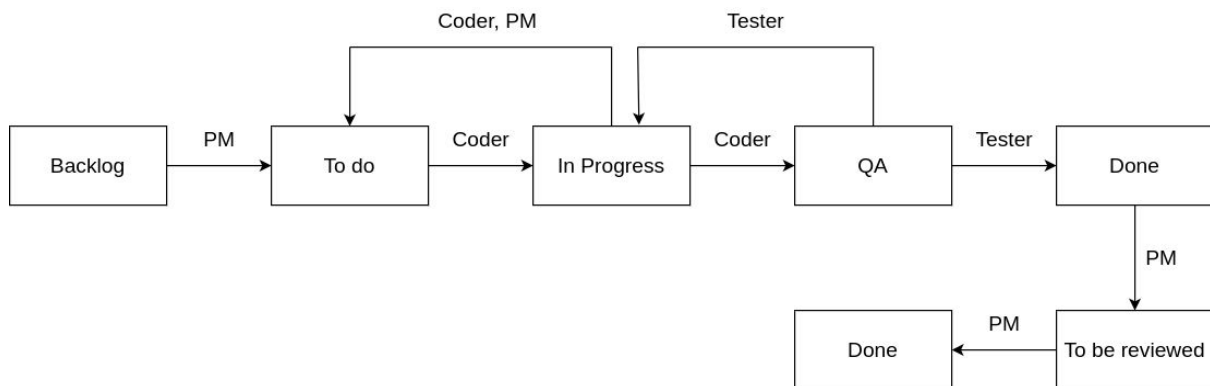 Coder, PM
Tester
PM
Coder
Coder
Tester
Backlog
To do
In Progress
QA
Done
PM
PM
Done
To be reviewed